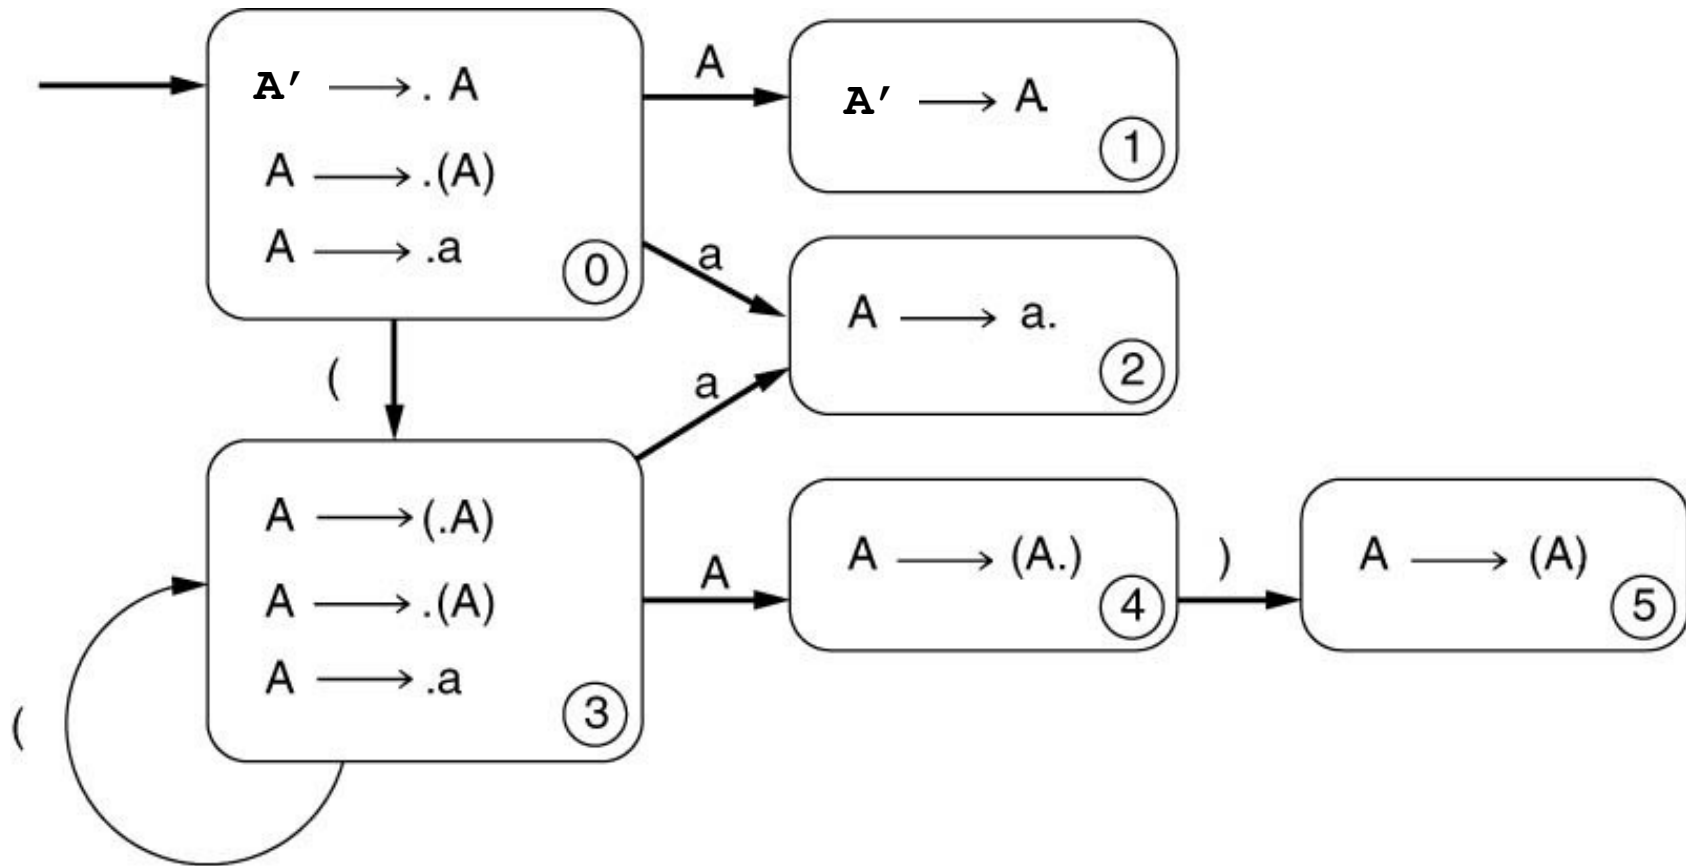 A' → . A
A → .(A)
A → .a
0
A
A' → A.
1
a
A → a.
2
(
a
A → (.A)
A → .(A)
A → .a
3
(
A
A → (A.)
4
)
A → (A)
5